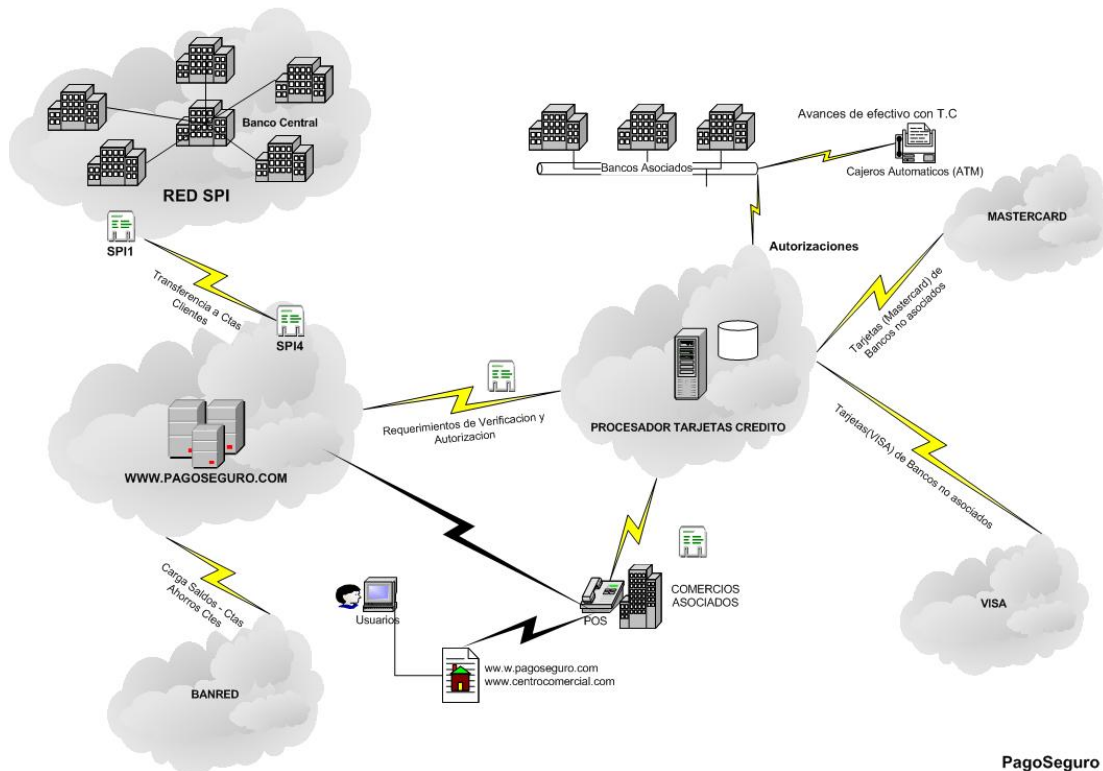 Banco Central
RED SPI
SPI1
Transferencia a Ctas
Clientes
SPI4
WWW.PAGOSEGURO.COM
Carga Saldos - Ctas
Ahorros Ctes
BANRED
Requerimientos de Verificacion y
Autorizacion
Bancos Asociados
Avances de efectivo con T.C
Cajeros Automaticos (ATM)
Autorizaciones
PROCESADOR TARJETAS CREDITO
MASTERCARD
Tarjetas (Mastercard) de
Bancos no asociados
Tarjetas(VISA) de Bancos no asociados
VISA
COMERCIOS
ASOCIADOS
POS
Usuarios
ww.w.pagoseguro.com
www.centrocomercial.com
PagoSeguro